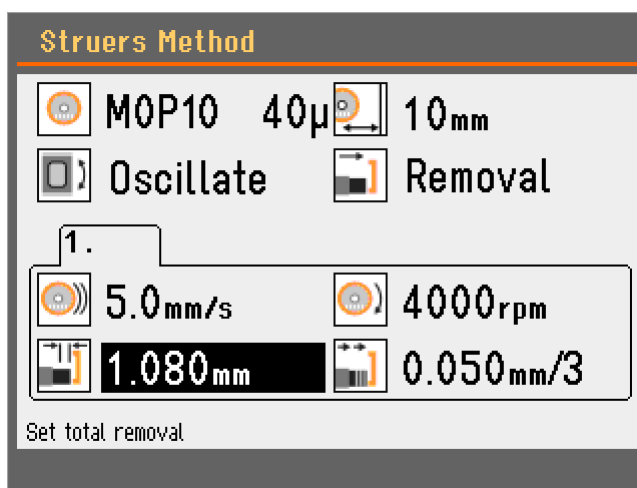 Struers Method
MOP10 40µ 10mm
Oscillate Removal
1.
5.0mm/s 4000rpm
1.080mm 0.050mm/3
Set total removal